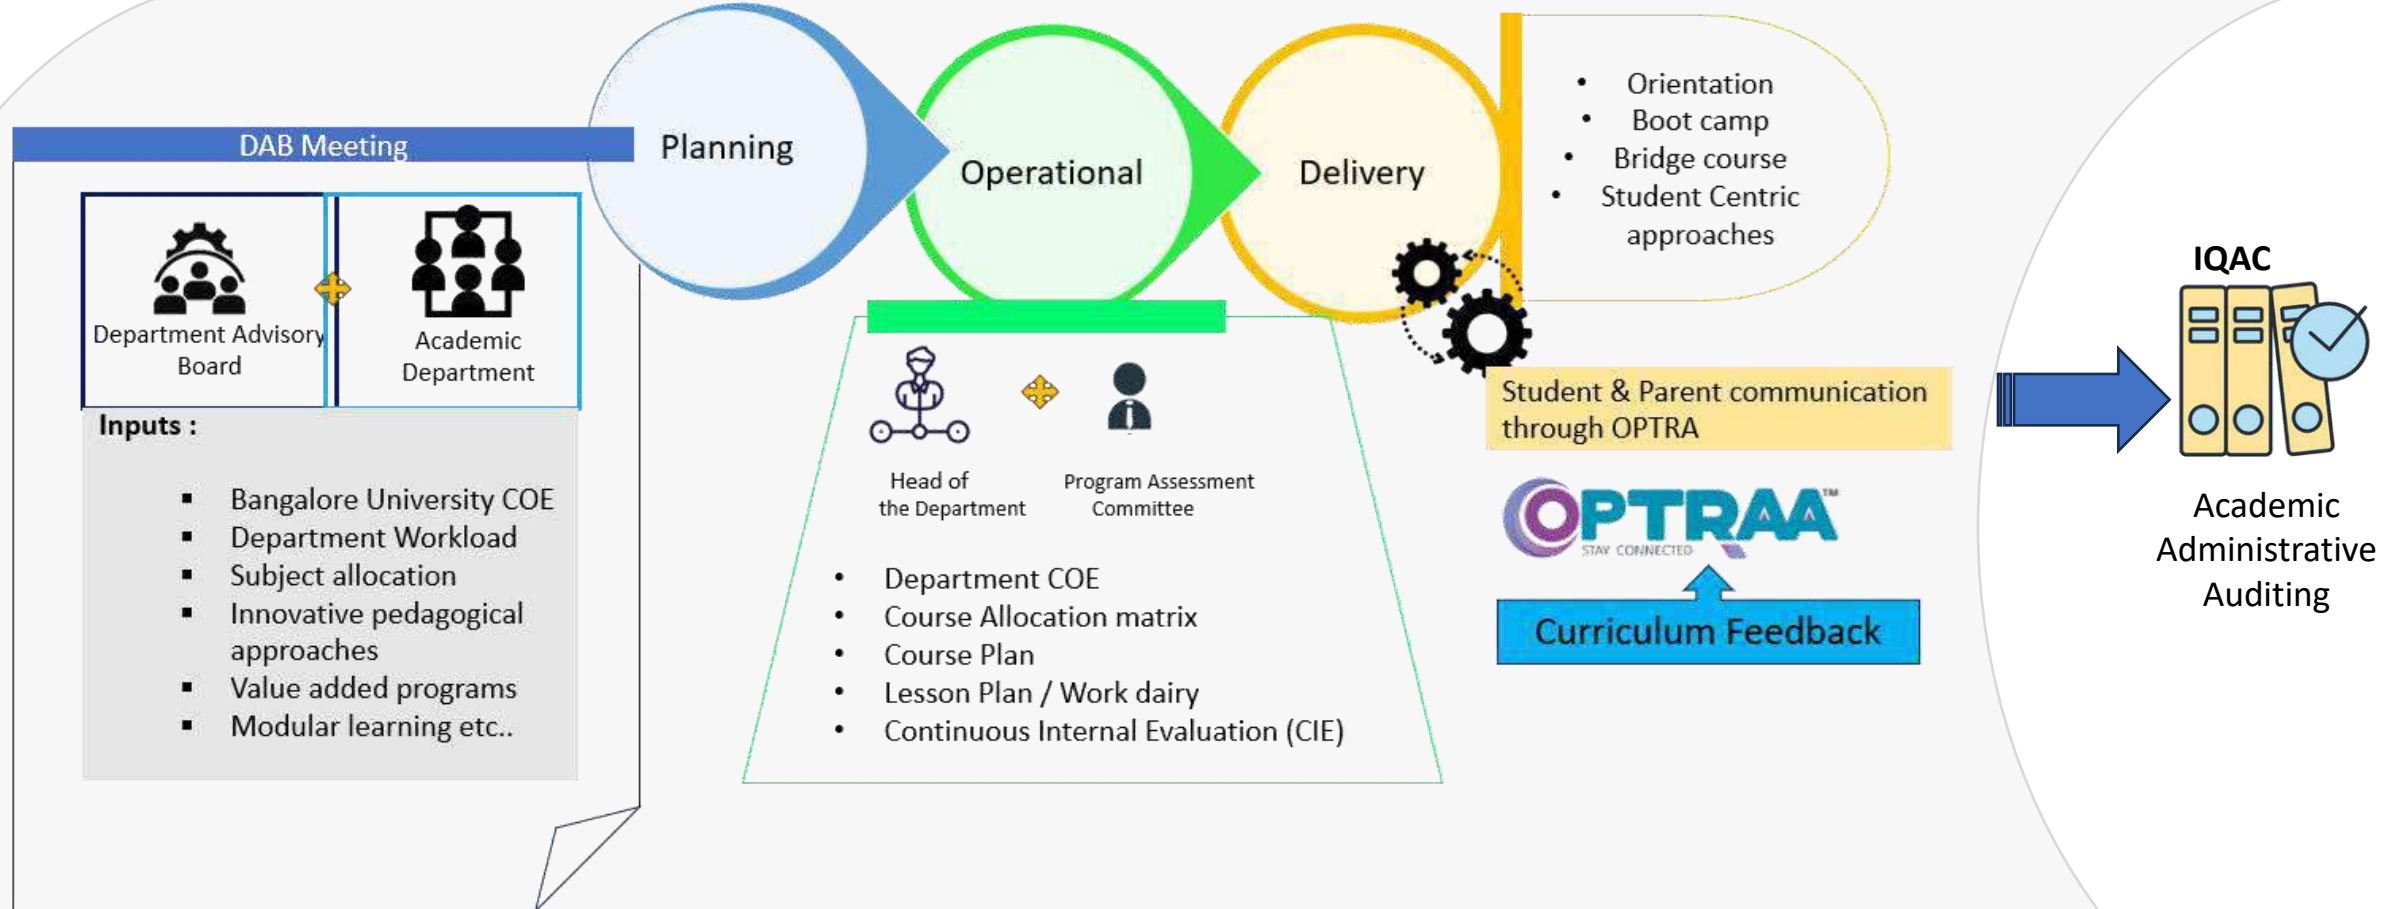 DAB Meeting
Department Advisory
Board
Academic
Department
Inputs :
▪ Bangalore University COE
▪ Department Workload
▪ Subject allocation
▪ Innovative pedagogical
approaches
▪ Value added programs
▪ Modular learning etc..
Planning
Operational
Head of
the Department
Program Assessment
Committee
• Department COE
• Course Allocation matrix
• Course Plan
• Lesson Plan / Work dairy
• Continuous Internal Evaluation (CIE)
Delivery
• Orientation
• Boot camp
• Bridge course
• Student Centric
approaches
Student & Parent communication
through OPTRA
OPTRAA™
STAY CONNECTED
Curriculum Feedback
IQAC
Academic
Administrative
Auditing